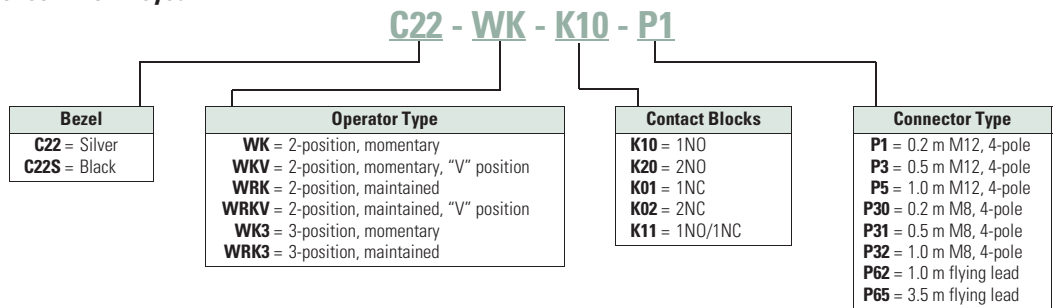 C22 - WK - K10 - P1
Bezel
C22 = Silver
C22S = Black
Operator Type
WK = 2-position, momentary
WKV = 2-position, momentary, “V” position
WRK = 2-position, maintained
WRKV = 2-position, maintained, “V” position
WK3 = 3-position, momentary
WRK3 = 3-position, maintained
Contact Blocks
K10 = 1NO
K20 = 2NO
K01 = 1NC
K02 = 2NC
K11 = 1NO/1NC
Connector Type
P1 = 0.2 m M12, 4-pole
P3 = 0.5 m M12, 4-pole
P5 = 1.0 m M12, 4-pole
P30 = 0.2 m M8, 4-pole
P31 = 0.5 m M8, 4-pole
P32 = 1.0 m M8, 4-pole
P62 = 1.0 m flying lead
P65 = 3.5 m flying lead